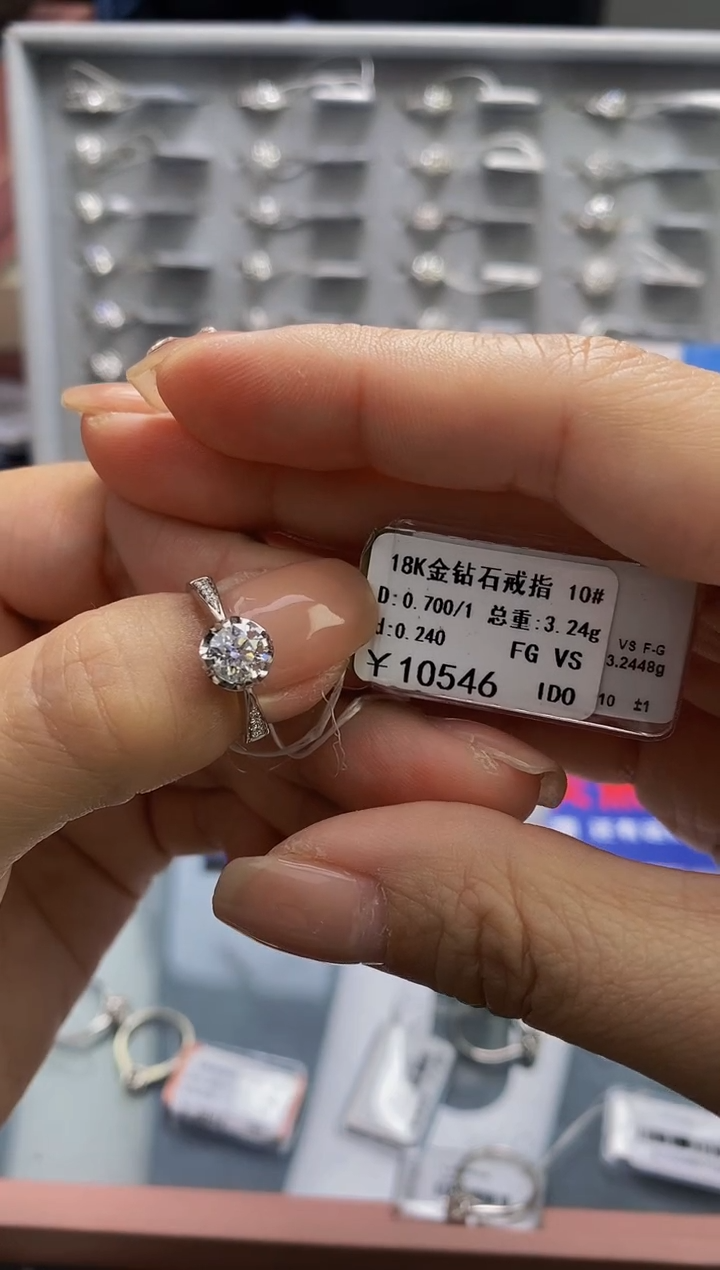 18K金钻石戒指 10#
D:0.700/1 总重:3.24g
d:0.240 FG VS
￥10546 IDO
VS F-G
3.2448g
10 ±1